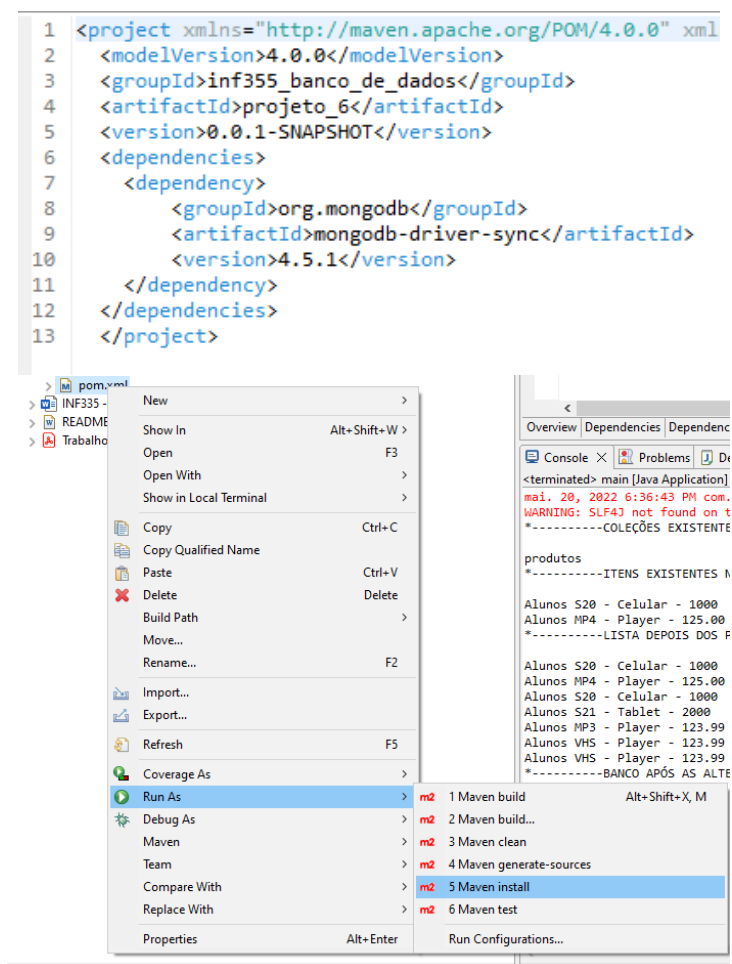 1 <project xmlns="http://maven.apache.org/POM/4.0.0" xml
2 <modelVersion>4.0.0</modelVersion>
3 <groupId>inf355_banco_de_dados</groupId>
4 <artifactId>projeto_6</artifactId>
5 <version>0.0.1-SNAPSHOT</version>
6 <dependencies>
7 <dependency>
8 <groupId>org.mongodb</groupId>
9 <artifactId>mongodb-driver-sync</artifactId>
10 <version>4.5.1</version>
11 </dependency>
12 </dependencies>
13 </project>
pom.xml
INF335 -
README
Trabalho
New
Show In Alt+Shift+W
Open F3
Open With
Show in Local Terminal
Copy Ctrl+C
Copy Qualified Name
Paste Ctrl+V
Delete Delete
Build Path
Move...
Rename... F2
Import...
Export...
Refresh F5
Coverage As
Run As
Debug As
Maven
Team
Compare With
Replace With
Properties Alt+Enter
m2 1 Maven build Alt+Shift+X, M
m2 2 Maven build...
m2 3 Maven clean
m2 4 Maven generate-sources
m2 5 Maven install
m2 6 Maven test
Run Configurations...
Overview Dependencies Dependenc
Console Problems De
<terminated> main [Java Application]
mai. 20, 2022 6:36:43 PM com.
WARNING: SLF4J not found on t
*----------COLEÇÕES EXISTENTE
produtos
*----------ITENS EXISTENTES N
Alunos S20 - Celular - 1000
Alunos MP4 - Player - 125.00
*----------LISTA DEPOIS DOS P
Alunos S20 - Celular - 1000
Alunos MP4 - Player - 125.00
Alunos S20 - Celular - 1000
Alunos S21 - Tablet - 2000
Alunos MP3 - Player - 123.99
Alunos VHS - Player - 123.99
Alunos VHS - Player - 123.99
*----------BANCO APÓS AS ALTE